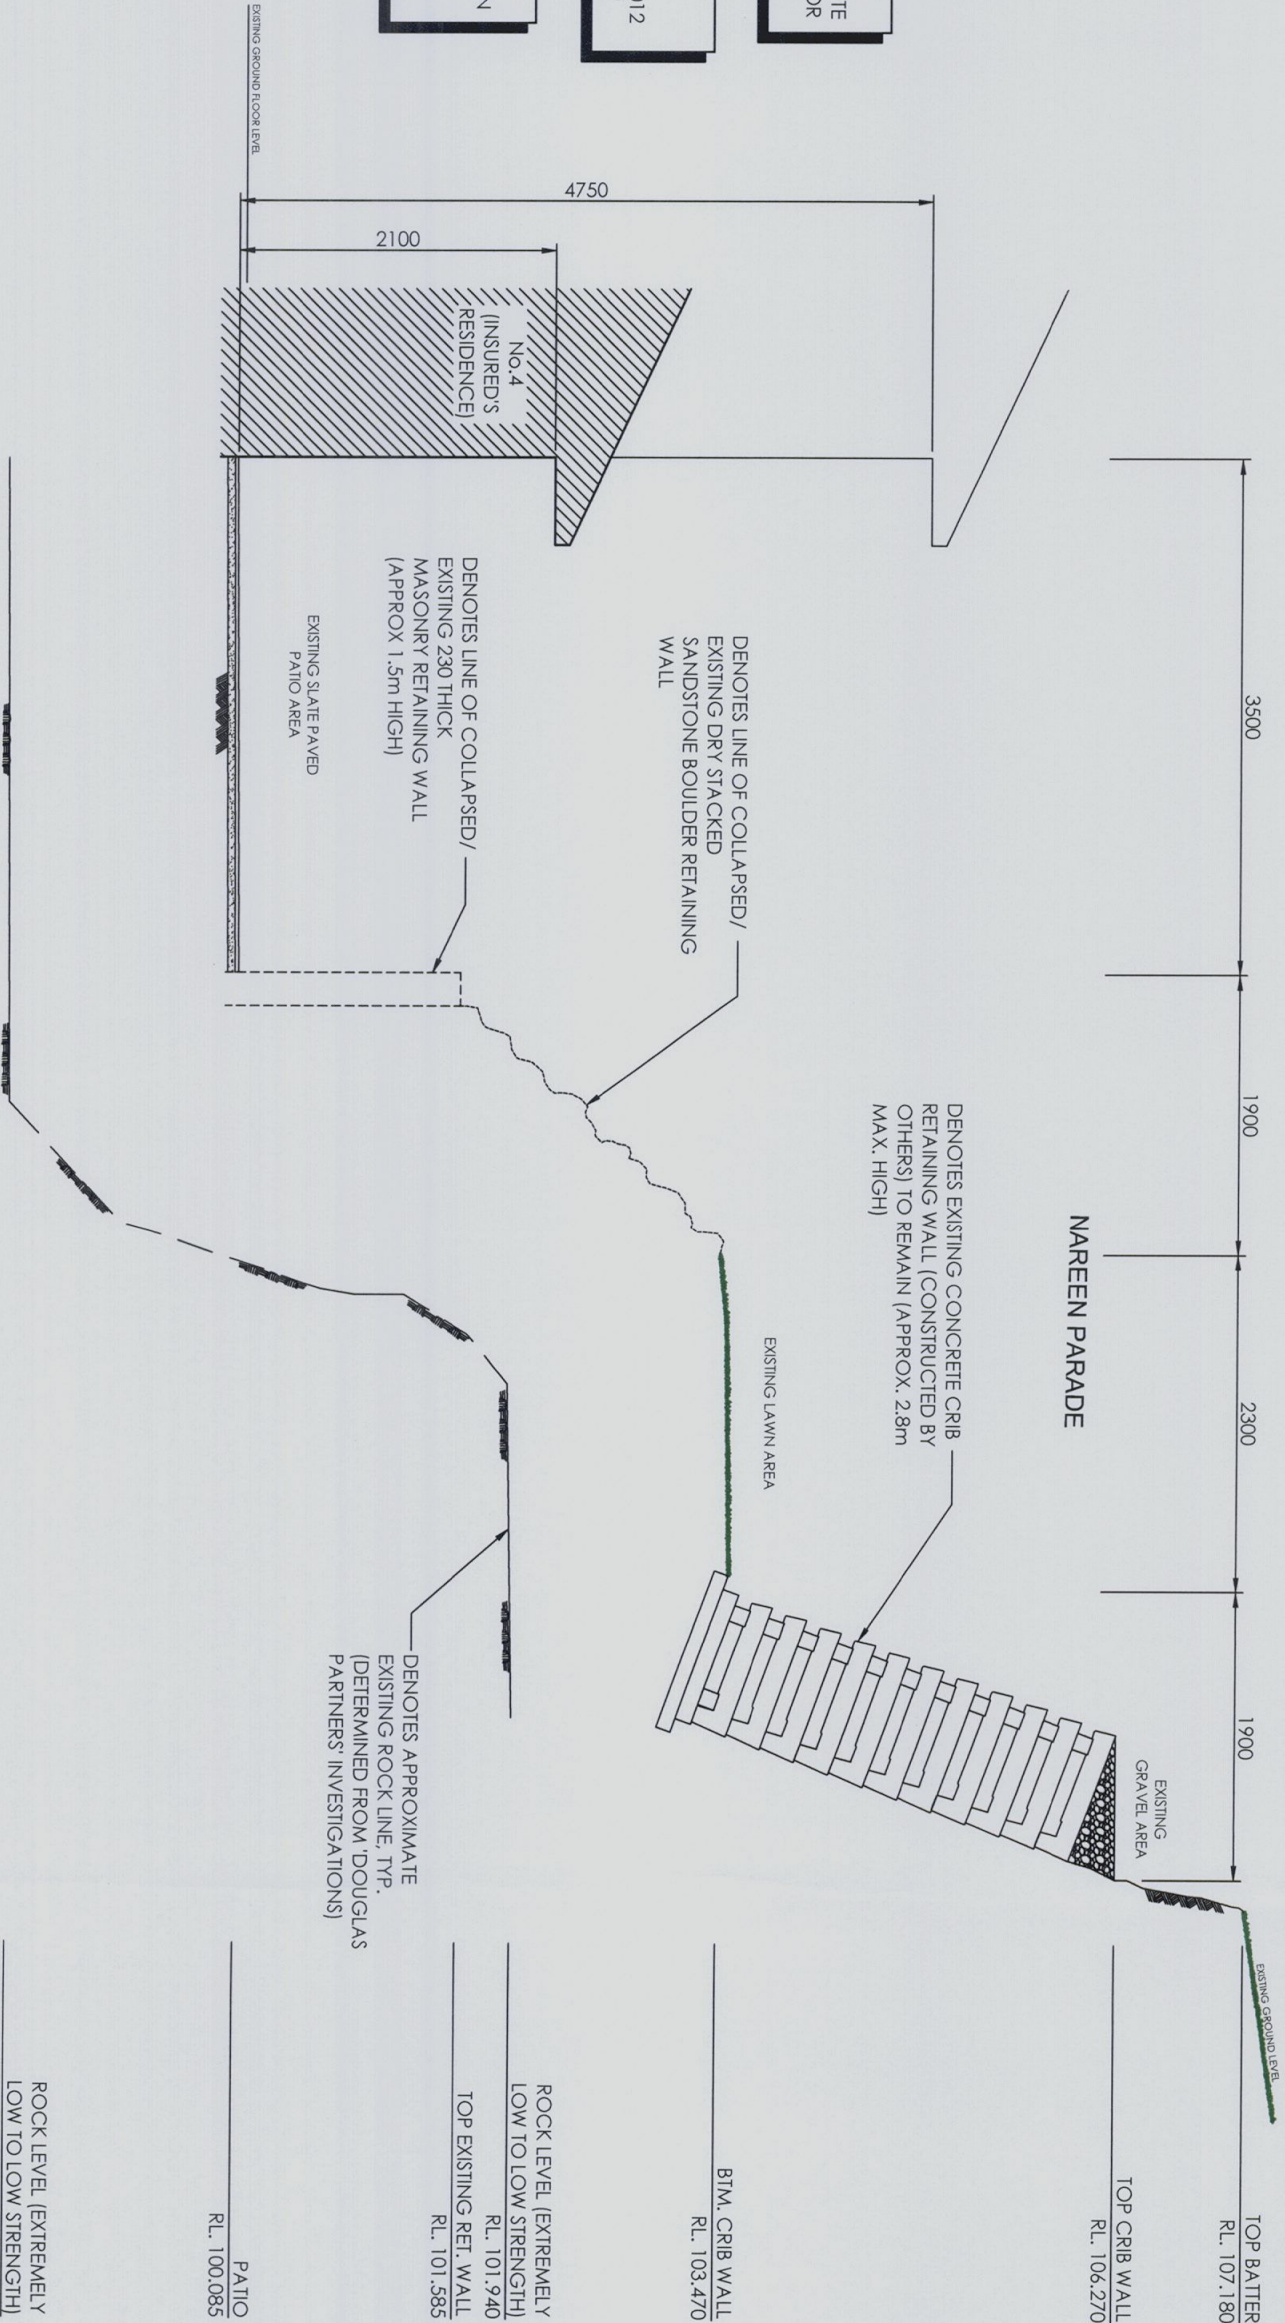 3500
1900
2300
1900
4750
2100
NAREEN PARADE
No.4
(INSURED'S
RESIDENCE)
EXISTING GROUND FLOOR LEVEL
DENOTES LINE OF COLLAPSED/
EXISTING DRY STACKED
SANDSTONE BOULDER RETAINING
WALL
DENOTES LINE OF COLLAPSED/
EXISTING 230 THICK
MASONRY RETAINING WALL
(APPROX 1.5m HIGH)
EXISTING SLATE PAVED
PATIO AREA
DENOTES EXISTING CONCRETE CRIB
RETAINING WALL (CONSTRUCTED BY
OTHERS) TO REMAIN (APPROX. 2.8m
MAX. HIGH)
EXISTING LAWN AREA
EXISTING
GRAVEL AREA
EXISTING GROUND LEVEL
DENOTES APPROXIMATE
EXISTING ROCK LINE, TYP.
(DETERMINED FROM 'DOUGLAS
PARTNERS' INVESTIGATIONS)
TOP BATTER
RL. 107.180
TOP CRIB WALL
RL. 106.270
BTM. CRIB WALL
RL. 103.470
ROCK LEVEL (EXTREMELY
LOW TO LOW STRENGTH)
RL. 101.940
TOP EXISTING RET. WALL
RL. 101.585
PATIO
RL. 100.085
ROCK LEVEL (EXTREMELY
LOW TO LOW STRENGTH)